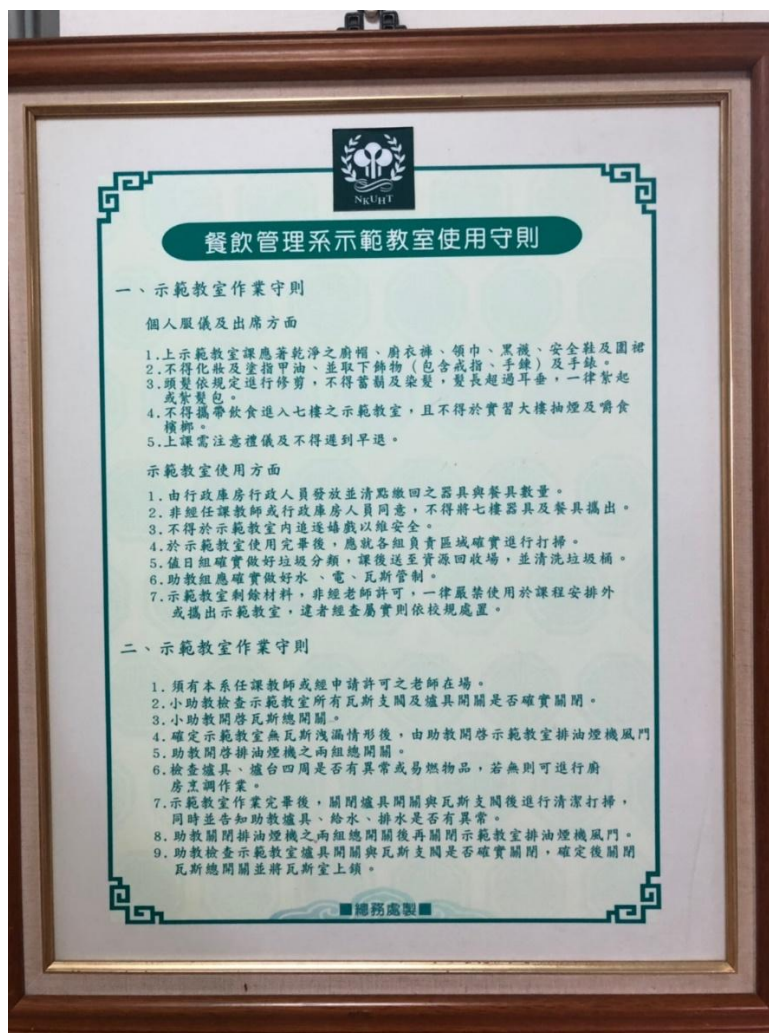 NKUHT
餐飲管理系示範教室使用守則
一、示範教室作業守則
個人服儀及出席方面
1.上示範教室課應著乾淨之廚帽、廚衣褲、領巾、黑襪、安全鞋及圍裙
2.不得化妝及塗指甲油、並取下飾物(包含戒指、手鍊)及手錶。
3.頭髮依規定進行修剪,不得蓄鬍及染髮,髮長超過耳垂,一律紮起
或紮髮包。
4.不得攜帶飲食進入七樓之示範教室,且不得於實習大樓抽煙及嚼食
檳榔。
5.上課需注意禮儀及不得遲到早退。
示範教室使用方面
1.由行政庫房行政人員發放並清點繳回之器具與餐具數量。
2.非經任課教師或行政庫房人員同意,不得將七樓器具及餐具攜出。
3.不得於示範教室內追逐嬉戲以維安全。
4.於示範教室使用完畢後,應就各組負責區域確實進行打掃。
5.值日組確實做好垃圾分類,課後送至資源回收場,並清洗垃圾桶。
6.助教組應確實做好水、電、瓦斯管制。
7.示範教室剩餘材料,非經老師許可,一律嚴禁使用於課程安排外
或攜出示範教室,違者經查屬實則依校規處置。
二、示範教室作業守則
1.須有本系任課教師或經申請許可之老師在場。
2.小助教檢查示範教室所有瓦斯支閥及爐具開關是否確實關閉。
3.小助教開啓瓦斯總開關。
4.確定示範教室無瓦斯洩漏情形後,由助教開啓示範教室排油煙機風門
5.助教開啓排油煙機之兩組總開關。
6.檢查爐具、爐台四周是否有異常或易燃物品,若無則可進行廚
房烹調作業。
7.示範教室作業完畢後,關閉爐具開關與瓦斯支閥後進行清潔打掃,
同時並告知助教爐具、給水、排水是否有異常。
8.助教關閉排油煙機之兩組總開關後再關閉示範教室排油煙機風門。
9.助教檢查示範教室爐具開關與瓦斯支閥是否確實關閉,確定後關閉
瓦斯總開關並將瓦斯室上鎖。
■總務處製■